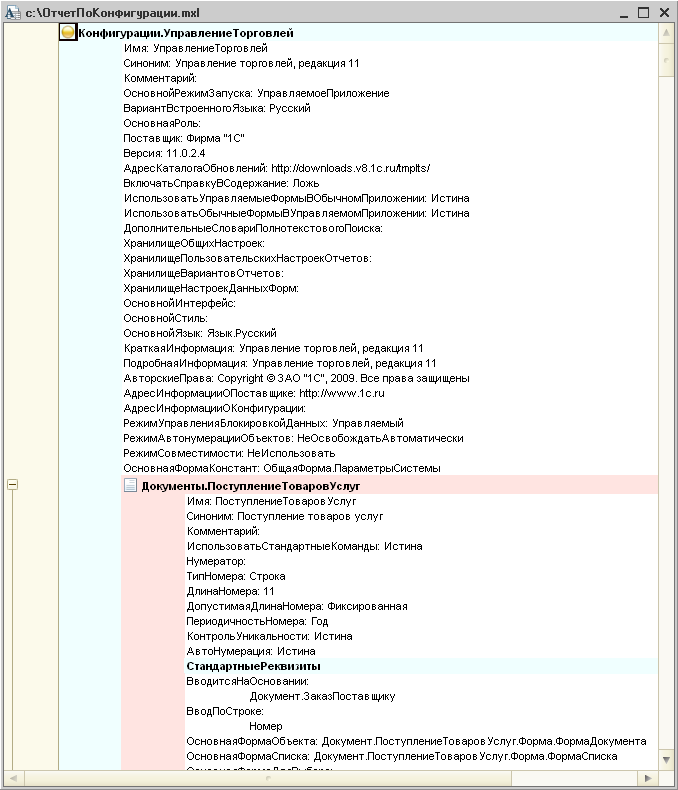 c:\ОтчетПоКонфигурации.mxl
Конфигурации.УправлениеТорговлей
Имя: УправлениеТорговлей
Синоним: Управление торговлей, редакция 11
Комментарий:
ОсновнойРежимЗапуска: УправляемоеПриложение
ВариантВстроенногоЯзыка: Русский
ОсновнаяРоль:
Поставщик: Фирма "1С"
Версия: 11.0.2.4
АдресКаталогаОбновлений: http://downloads.v8.1c.ru/tmplts/
ВключатьСправкуВСодержание: Ложь
ИспользоватьУправляемыеФормыВОбычномПриложении: Истина
ИспользоватьОбычныеФормыВУправляемомПриложении: Истина
ДополнительныеСловариПолнотекстовогоПоиска:
ХранилищеОбщихНастроек:
ХранилищеПользовательскихНастроекОтчетов:
ХранилищеВариантовОтчетов:
ХранилищеНастроекДанныхФорм:
ОсновнойИнтерфейс:
ОсновнойСтиль:
ОсновнойЯзык: Язык.Русский
КраткаяИнформация: Управление торговлей, редакция 11
ПодробнаяИнформация: Управление торговлей, редакция 11
АвторскиеПрава: Copyright © ЗАО "1С", 2009. Все права защищены
АдресИнформацииОПоставщике: http://www.1c.ru
АдресИнформацииОКонфигурации:
РежимУправленияБлокировкойДанных: Управляемый
РежимАвтонумерацииОбъектов: НеОсвобождатьАвтоматически
РежимСовместимости: НеИспользовать
ОсновнаяФормаКонстант: ОбщаяФорма.ПараметрыСистемы
Документы.ПоступлениеТоваровУслуг
Имя: ПоступлениеТоваровУслуг
Синоним: Поступление товаров услуг
Комментарий:
ИспользоватьСтандартныеКоманды: Истина
Нумератор:
ТипНомера: Строка
ДлинаНомера: 11
ДопустимаяДлинаНомера: Фиксированная
ПериодичностьНомера: Год
КонтрольУникальности: Истина
АвтоНумерация: Истина
СтандартныеРеквизиты
ВводитсяНаОсновании:
Документ.ЗаказПоставщику
ВводПоСтроке:
Номер
ОсновнаяФормаОбъекта: Документ.ПоступлениеТоваровУслуг.Форма.ФормаДокумента
ОсновнаяФормаСписка: Документ.ПоступлениеТоваровУслуг.Форма.ФормаСписка